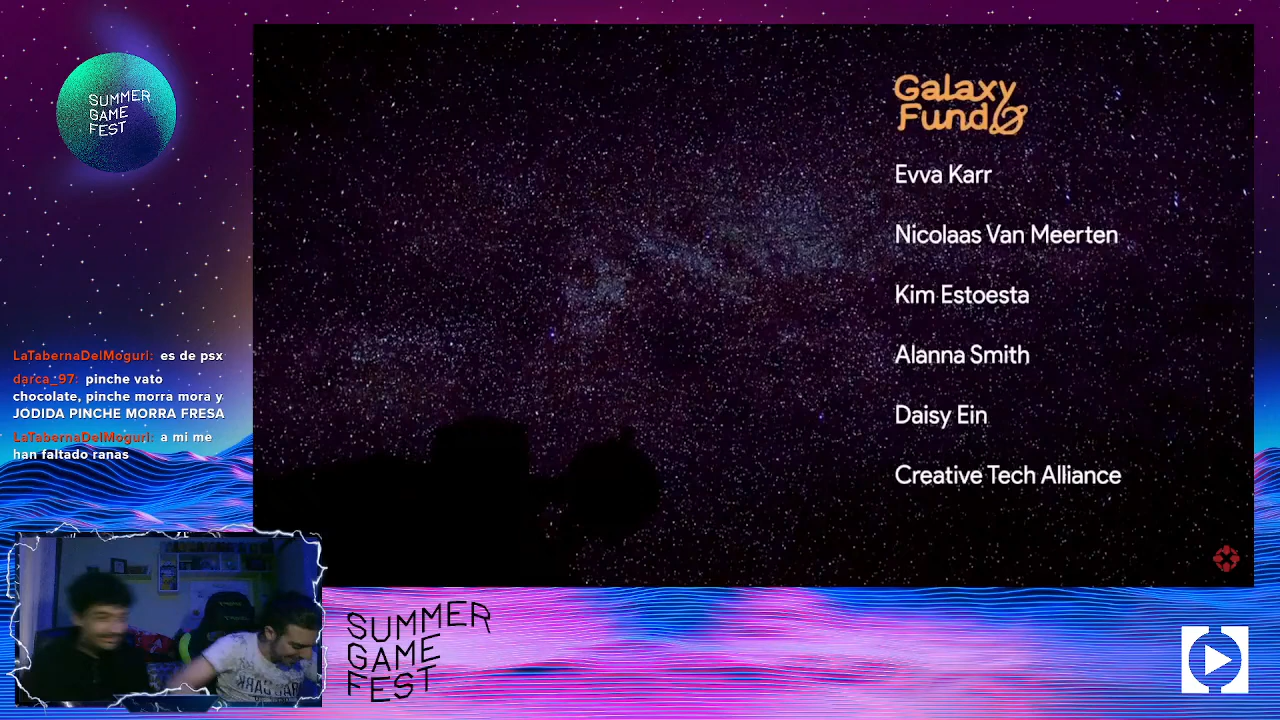 SUMMER
GAME
FEST
Galaxy
Fund
Evva Karr
Nicolaas Van Meerten
Kim Estoesta
Alanna Smith
Daisy Ein
Creative Tech Alliance
LaTabernaDelMoguri: es de psx
darca_97: pinche vato
chocolate, pinche morra mora y
JODIDA PINCHE MORRA FRESA
LaTabernaDelMoguri: a mi me
han faltado ranas
SUMMER
GAME
FEST